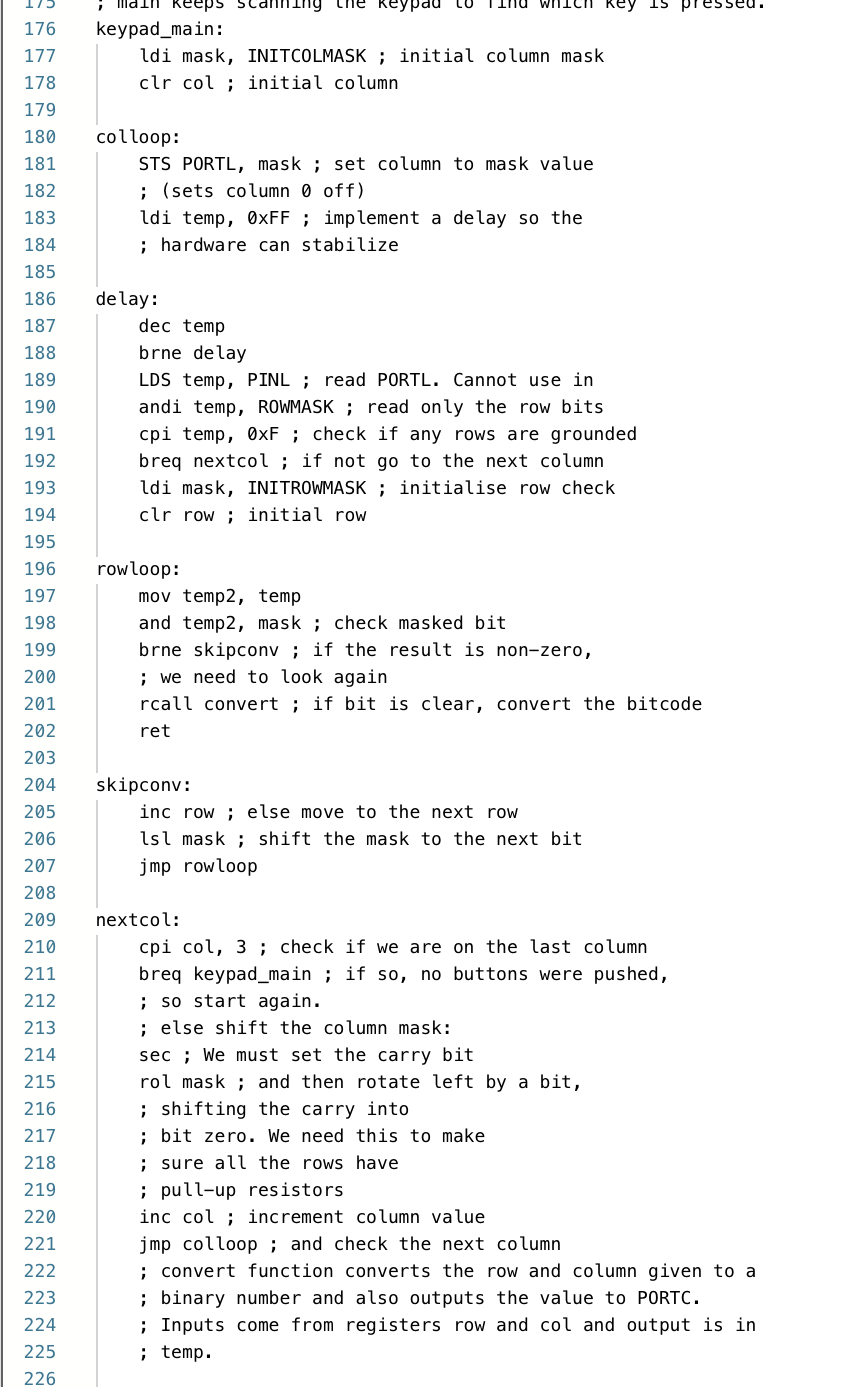 175 ; main keeps scanning the keypad to find which key is pressed.
176 keypad_main:
177     ldi mask, INITCOLMASK ; initial column mask
178     clr col ; initial column
179
180 colloop:
181     STS PORTL, mask ; set column to mask value
182     ; (sets column 0 off)
183     ldi temp, 0xFF ; implement a delay so the
184     ; hardware can stabilize
185
186 delay:
187     dec temp
188     brne delay
189     LDS temp, PINL ; read PORTL. Cannot use in
190     andi temp, ROWMASK ; read only the row bits
191     cpi temp, 0xF ; check if any rows are grounded
192     breq nextcol ; if not go to the next column
193     ldi mask, INITROWMASK ; initialise row check
194     clr row ; initial row
195
196 rowloop:
197     mov temp2, temp
198     and temp2, mask ; check masked bit
199     brne skipconv ; if the result is non-zero,
200     ; we need to look again
201     rcall convert ; if bit is clear, convert the bitcode
202     ret
203
204 skipconv:
205     inc row ; else move to the next row
206     lsl mask ; shift the mask to the next bit
207     jmp rowloop
208
209 nextcol:
210     cpi col, 3 ; check if we are on the last column
211     breq keypad_main ; if so, no buttons were pushed,
212     ; so start again.
213     ; else shift the column mask:
214     sec ; We must set the carry bit
215     rol mask ; and then rotate left by a bit,
216     ; shifting the carry into
217     ; bit zero. We need this to make
218     ; sure all the rows have
219     ; pull-up resistors
220     inc col ; increment column value
221     jmp colloop ; and check the next column
222     ; convert function converts the row and column given to a
223     ; binary number and also outputs the value to PORTC.
224     ; Inputs come from registers row and col and output is in
225     ; temp.
226